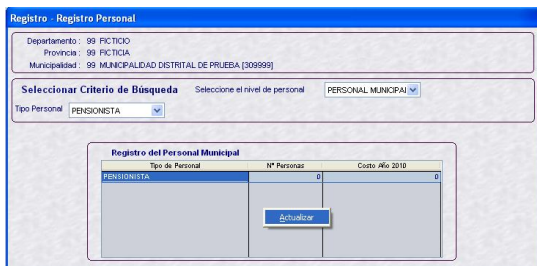 Registro - Registro Personal
Departamento : 99 FICTICIO
Provincia : 99 FICTICIA
Municipalidad : 99 MUNICIPALIDAD DISTRITAL DE PRUEBA [309999]
Seleccionar Criterio de Búsqueda Seleccione el nivel de personal PERSONAL MUNICIPAL
Tipo Personal PENSIONISTA
Registro del Personal Municipal
Tipo de Personal N° Personas Costo Año 2010
PENSIONISTA 0 0
Actualizar